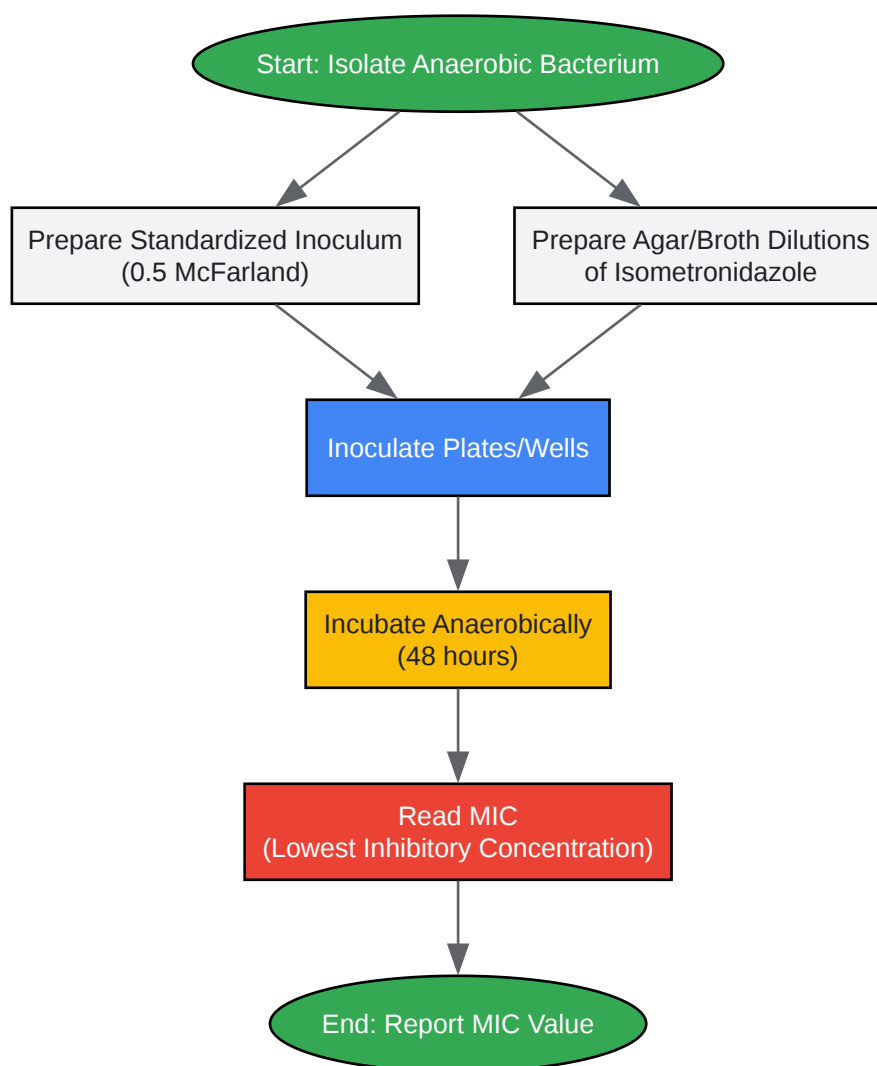 Start: Isolate Anaerobic Bacterium
Prepare Standardized Inoculum
(0.5 McFarland)
Prepare Agar/Broth Dilutions
of Isometronidazole
Inoculate Plates/Wells
Incubate Anaerobically
(48 hours)
Read MIC
(Lowest Inhibitory Concentration)
End: Report MIC Value